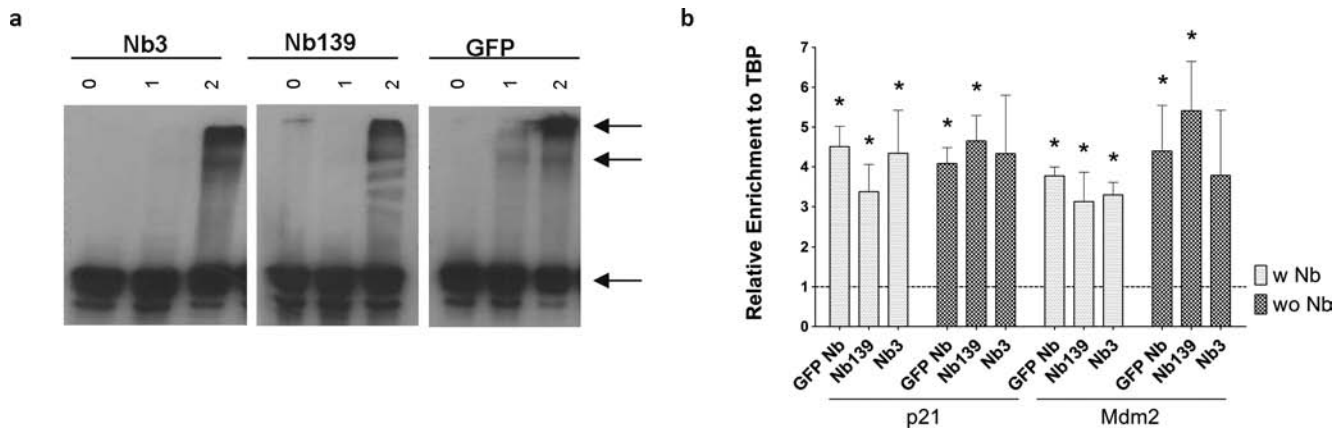 a
Nb3 Nb139 GFP
0 1 2 0 1 2 0 1 2
b
Relative Enrichment to TBP
7
6
5
4
3
2
1
0
* * * * * * * * * *
GFP Nb Nb139 Nb3 GFP Nb Nb139 Nb3 GFP Nb Nb139 Nb3 GFP Nb Nb139 Nb3
p21 Mdm2
w Nb
wo Nb